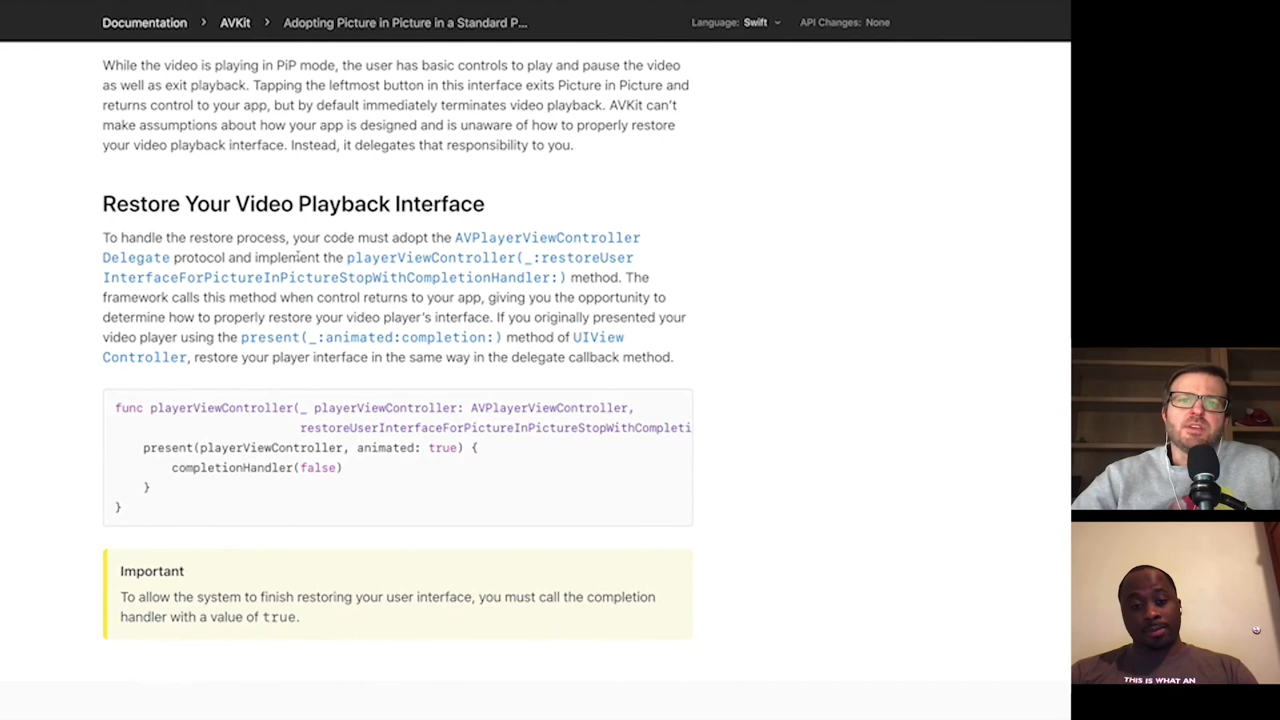 Documentation > AVKit > Adopting Picture in Picture in a Standard P...
Language: Swift
API Changes: None
While the video is playing in PiP mode, the user has basic controls to play and pause the video
as well as exit playback. Tapping the leftmost button in this interface exits Picture in Picture and
returns control to your app, but by default immediately terminates video playback. AVKit can't
make assumptions about how your app is designed and is unaware of how to properly restore
your video playback interface. Instead, it delegates that responsibility to you.
Restore Your Video Playback Interface
To handle the restore process, your code must adopt the AVPlayerViewController
Delegate protocol and implement the playerViewController(_:restoreUser
InterfaceForPictureInPictureStopWithCompletionHandler:) method. The
framework calls this method when control returns to your app, giving you the opportunity to
determine how to properly restore your video player's interface. If you originally presented your
video player using the present(_:animated:completion:) method of UIView
Controller, restore your player interface in the same way in the delegate callback method.
func playerViewController(_ playerViewController: AVPlayerViewController,
restoreUserInterfaceForPictureInPictureStopWithCompleti
present(playerViewController, animated: true) {
completionHandler(false)
}
}
Important
To allow the system to finish restoring your user interface, you must call the completion
handler with a value of true.
THIS IS WHAT AN